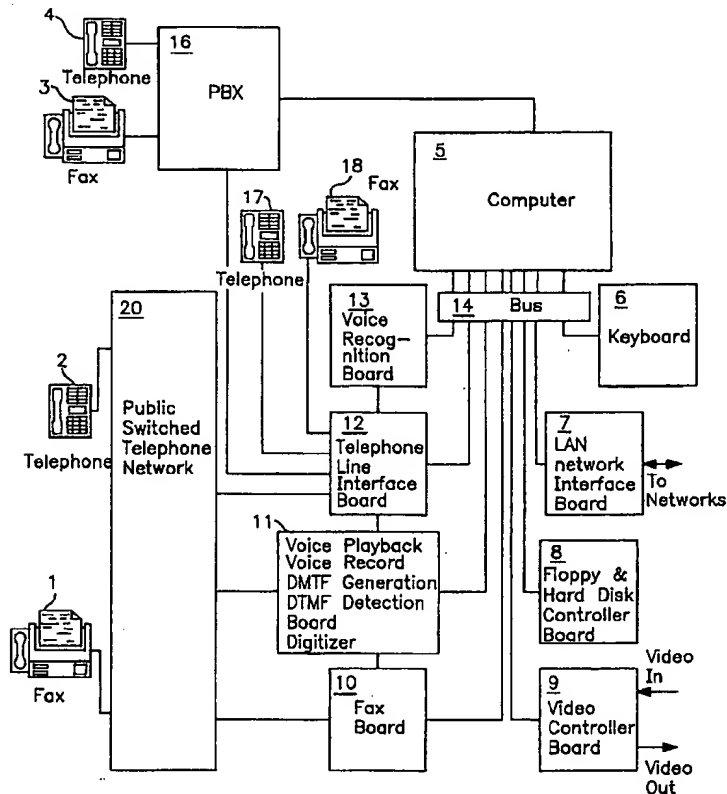 4
Telephone
3
Fax
16
PBX
5
Computer
17
Telephone
18
Fax
14
Bus
6
Keyboard
13
Voice
Recog-
nition
Board
20
Public
Switched
Telephone
Network
2
Telephone
12
Telephone
Line
Interface
Board
7
LAN
network
Interface
Board
To
Networks
11
Voice Playback
Voice Record
DMTF Generation
DTMF Detection
Board
Digitizer
8
Floppy &
Hard Disk
Controller
Board
1
Fax
10
Fax
Board
9
Video
Controller
Board
Video
In
Video
Out